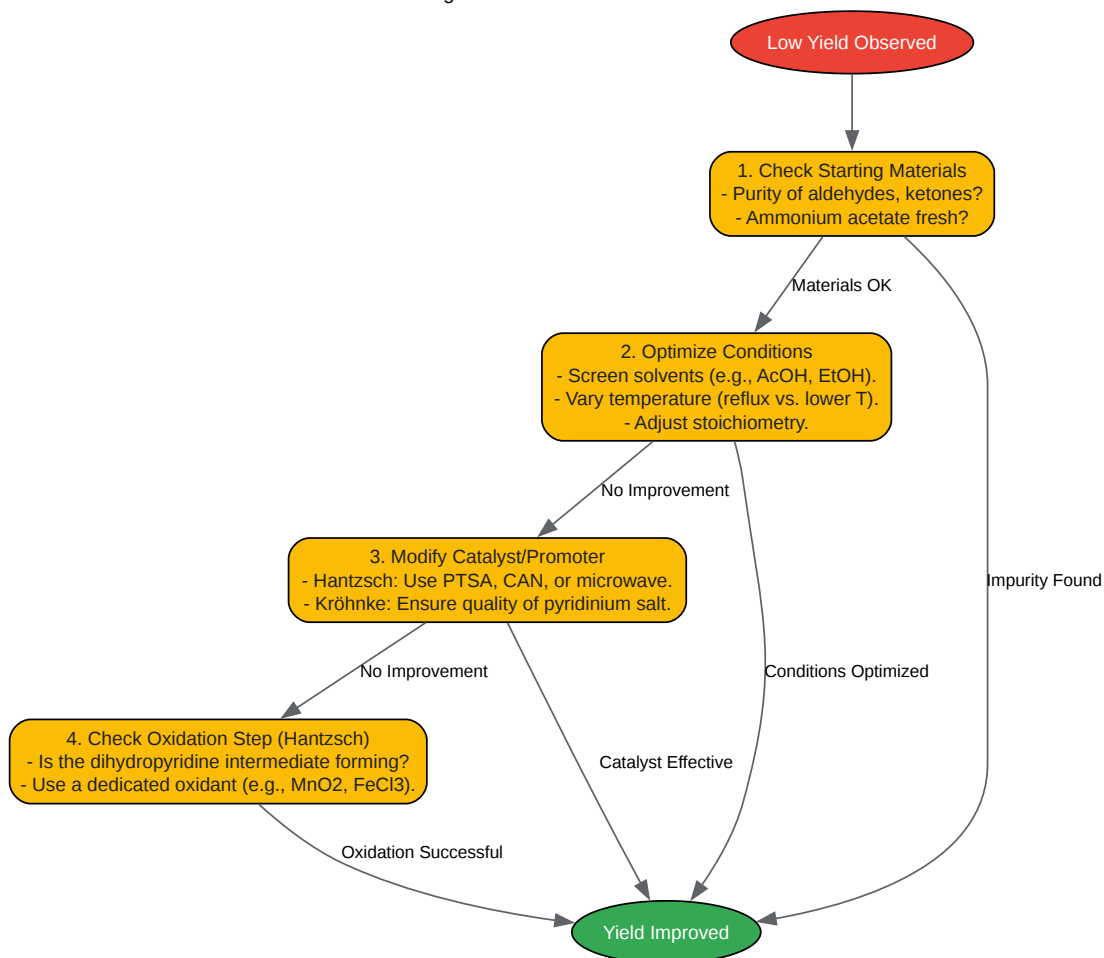 Low Yield Observed
1. Check Starting Materials
- Purity of aldehydes, ketones?
- Ammonium acetate fresh?
Materials OK
2. Optimize Conditions
- Screen solvents (e.g., AcOH, EtOH).
- Vary temperature (reflux vs. lower T).
- Adjust stoichiometry.
No Improvement
3. Modify Catalyst/Promoter
- Hantzsch: Use PTSA, CAN, or microwave.
- Kröhnke: Ensure quality of pyridinium salt.
Impurity Found
No Improvement
Conditions Optimized
4. Check Oxidation Step (Hantzsch)
- Is the dihydropyridine intermediate forming?
- Use a dedicated oxidant (e.g., MnO2, FeCl3).
Catalyst Effective
Oxidation Successful
Yield Improved